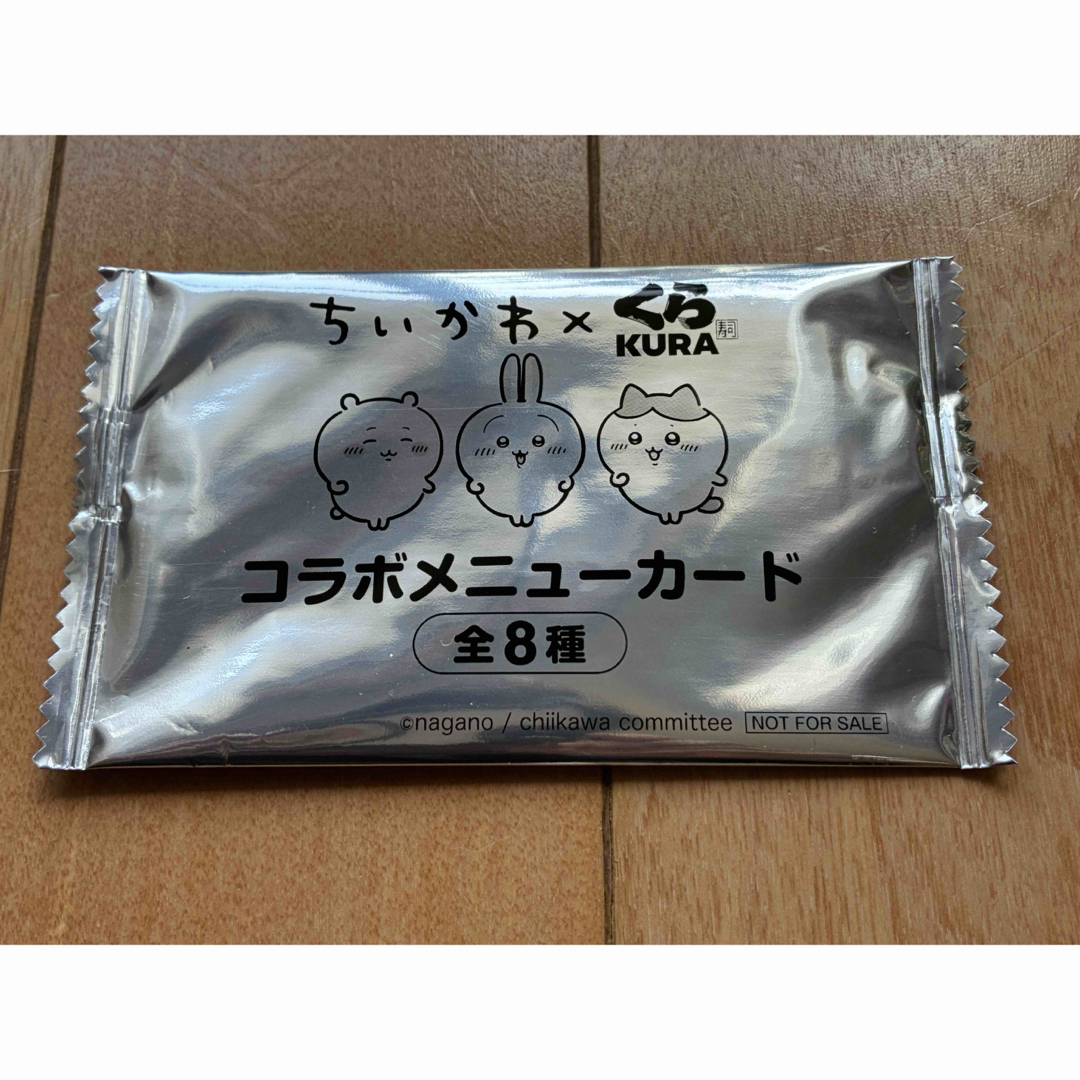 ちいかわ×くら寿司
KURA
コラボメニューカード
全8種
©nagano / chiikawa committee NOT FOR SALE